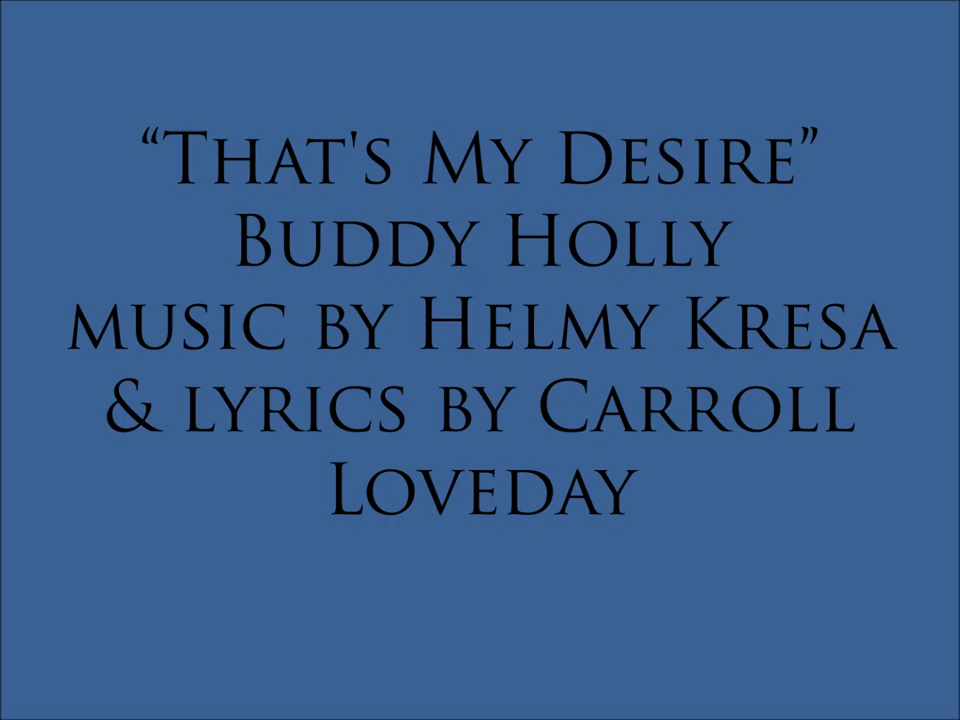 “That's My Desire”
Buddy Holly
music by Helmy Kresa
& lyrics by Carroll
Loveday